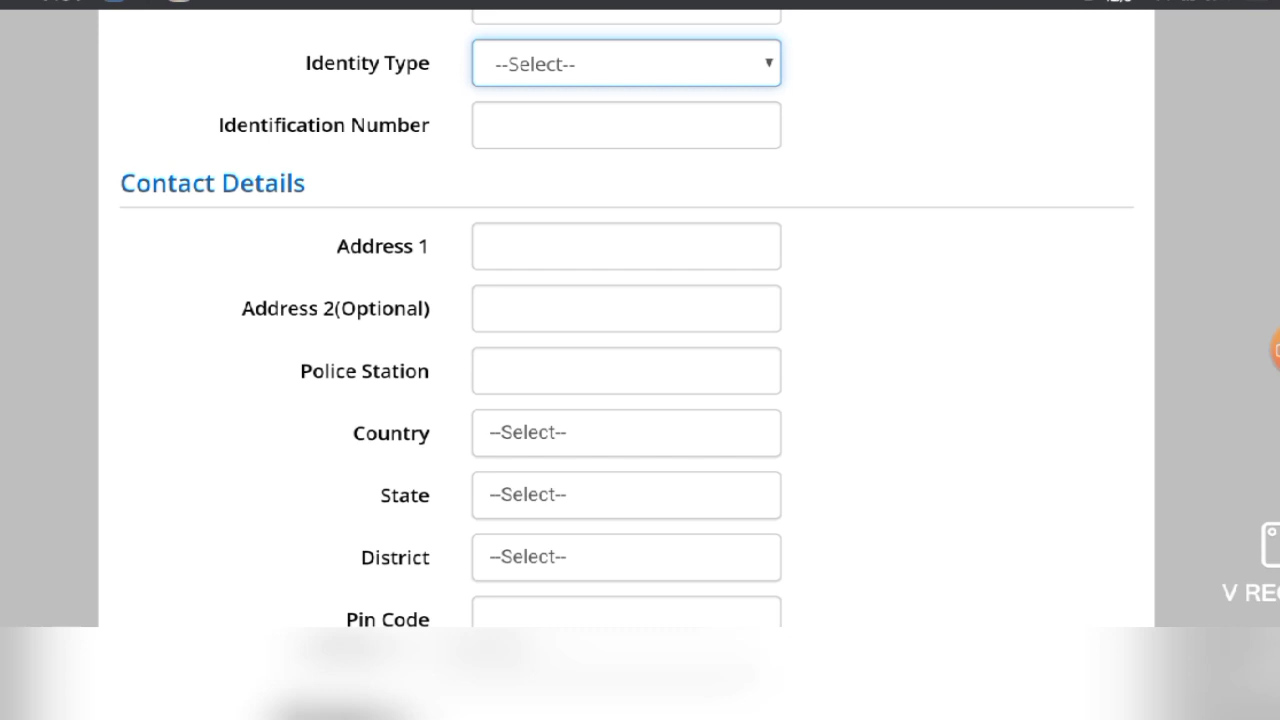 Identity Type
--Select--
Identification Number
Contact Details
Address 1
Address 2(Optional)
Police Station
Country
--Select--
State
--Select--
District
--Select--
Pin Code